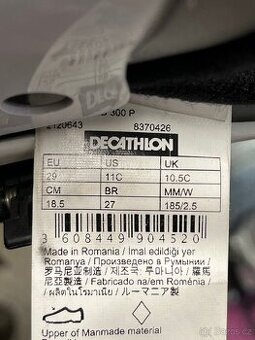 300 P
2120643 8370426
DECATHLON
EU US UK
29 11C 10.5C
CM BR MM/W
18.5 27 185/2.5
3 608449 904520
Made in Romania / İmal edildiği yer
Romanya / Произведено в Румынии /
罗马尼亚制造 / 제조국: 루마니아 / 羅馬
尼亞製造 / Fabricado na/em Roménia /
/ ผลิตในโรมาเนีย / ルーマニア製
Upper of Manmade material